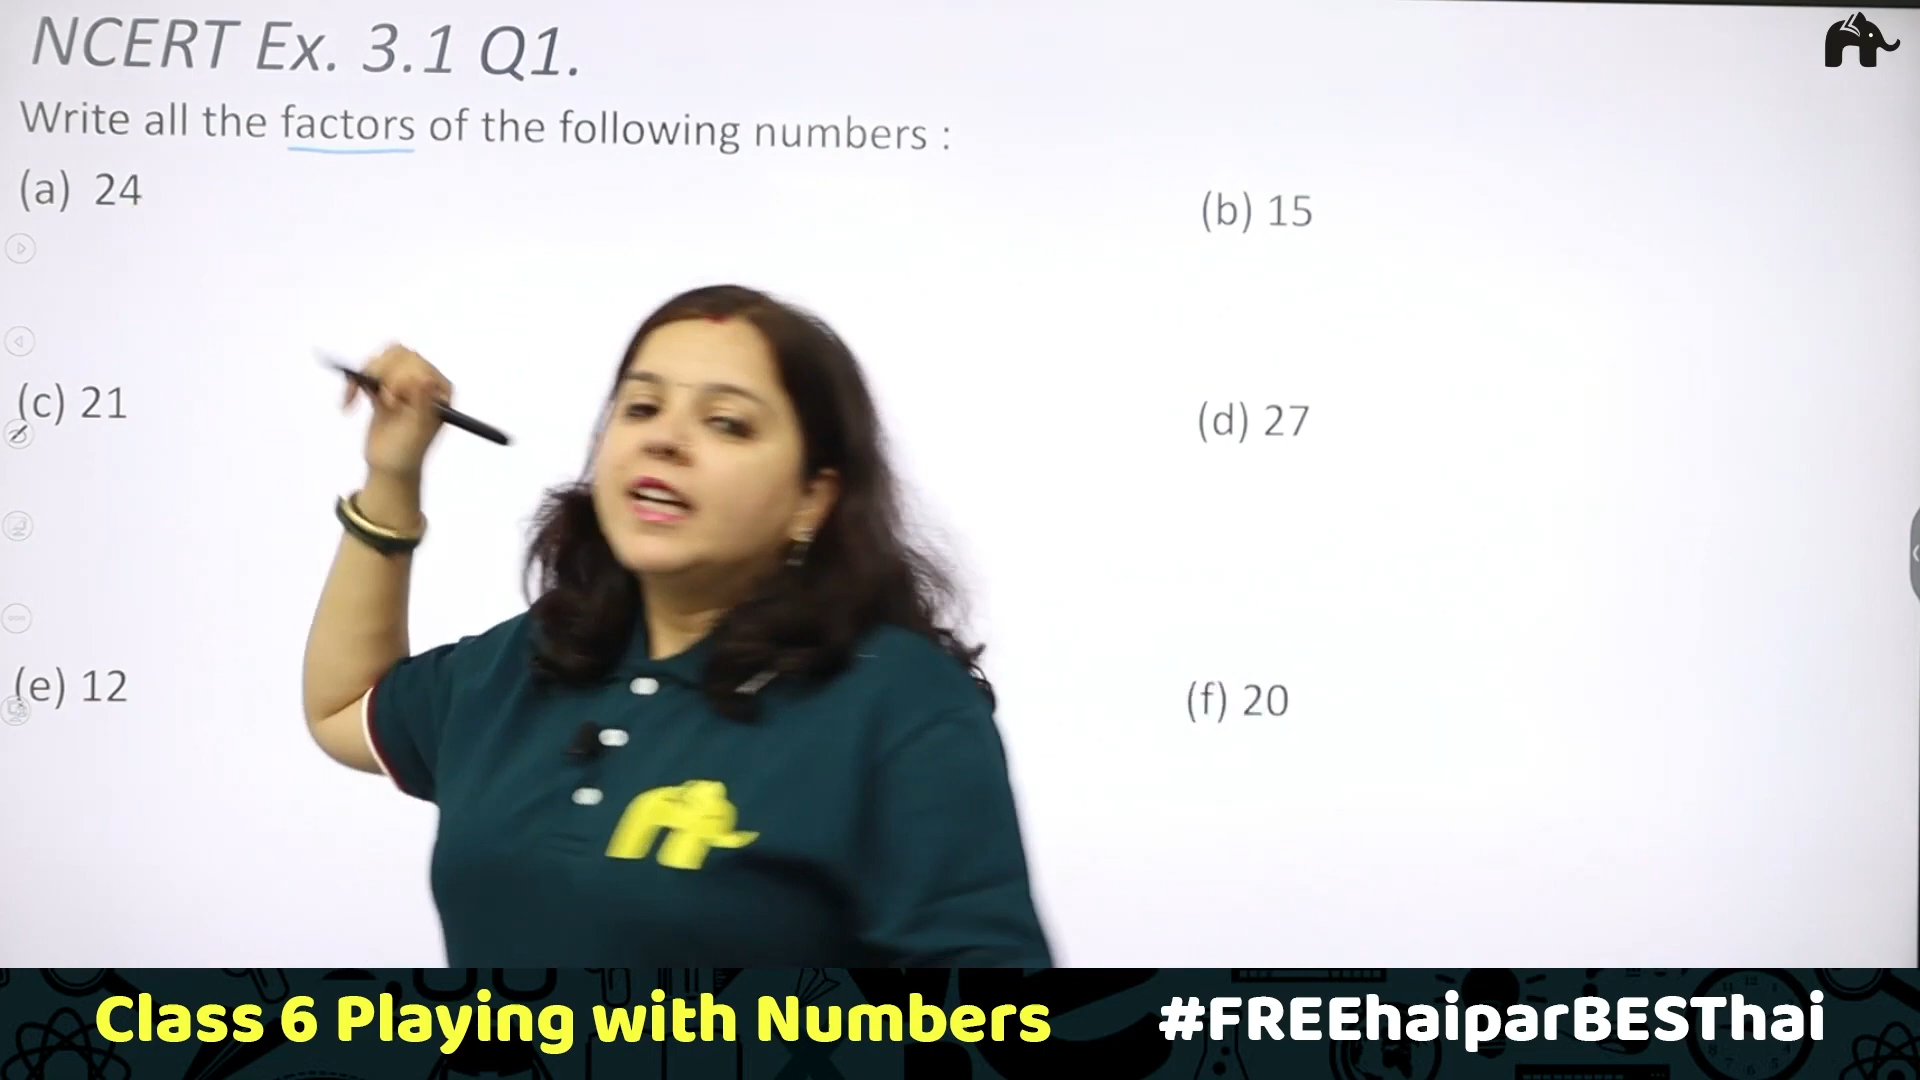 NCERT Ex. 3.1 Q1.
Write all the factors of the following numbers :
(a) 24
(b) 15
(c) 21
(d) 27
(e) 12
(f) 20
Class 6 Playing with Numbers
#FREEhaiparBESThai